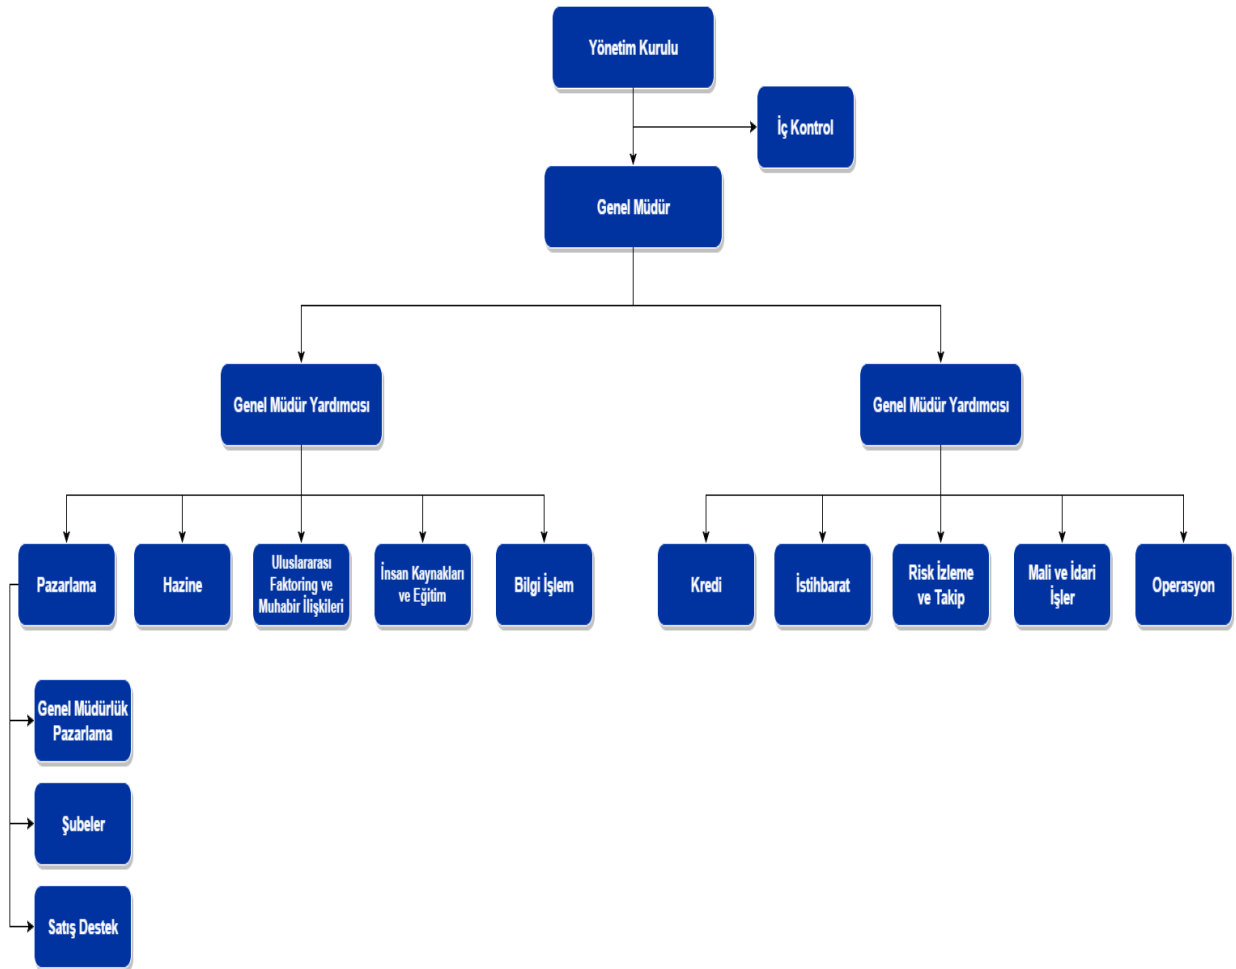 Yönetim Kurulu
İç Kontrol
Genel Müdür
Genel Müdür Yardımcısı
Genel Müdür Yardımcısı
Pazarlama
Hazine
Uluslararası
Faktoring ve
Muhabir İlişkileri
İnsan Kaynakları
ve Eğitim
Bilgi İşlem
Kredi
İstihbarat
Risk İzleme
ve Takip
Mali ve İdari
İşler
Operasyon
Genel Müdürlük
Pazarlama
Şubeler
Satış Destek